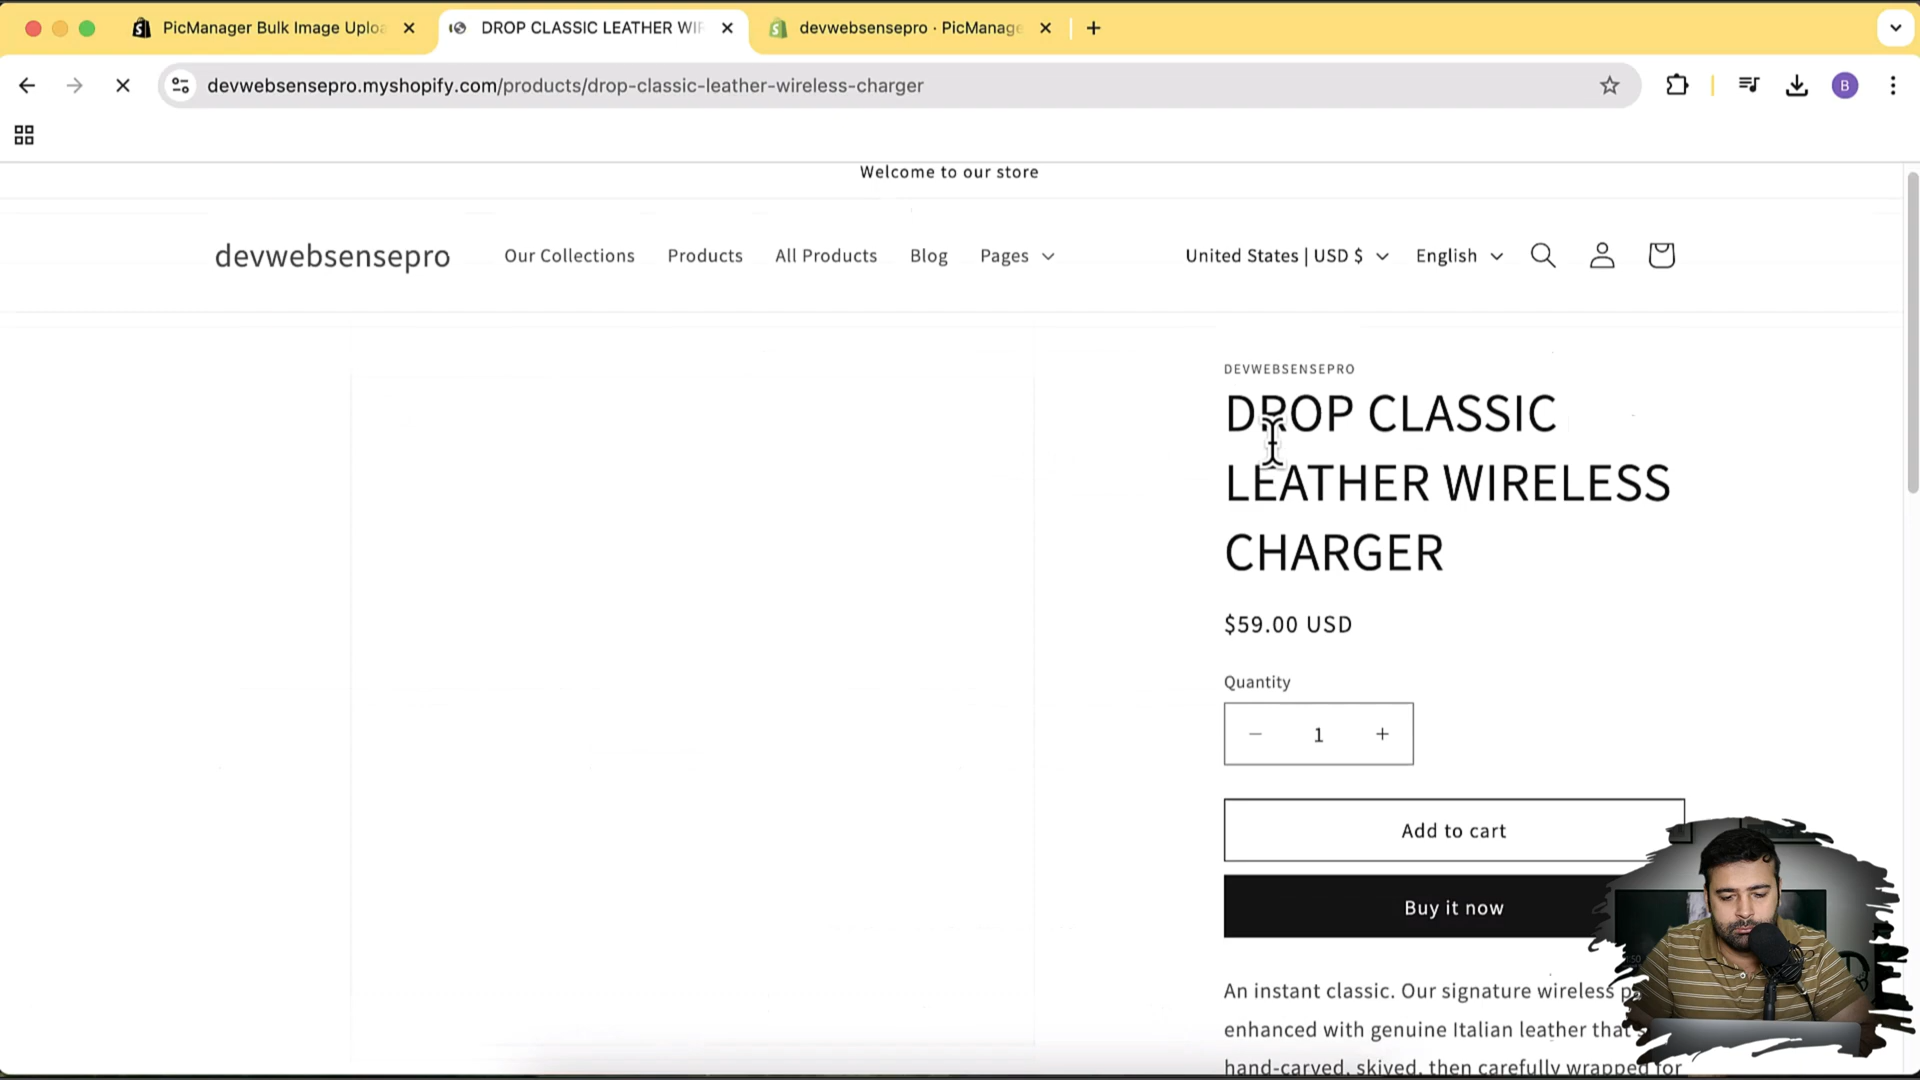 PicManager Bulk Image Uploa
DROP CLASSIC LEATHER WIR
devwebsensepro · PicManage
devwebsensepro.myshopify.com/products/drop-classic-leather-wireless-charger
B
Welcome to our store
devwebsensepro
Our Collections
Products
All Products
Blog
Pages
United States | USD $
English
DEVWEBSENSEPRO
DROP CLASSIC
LEATHER WIRELESS
CHARGER
$59.00 USD
Quantity
1
Add to cart
Buy it now
An instant classic. Our signature wireless
enhanced with genuine Italian leather
hand-carved, skived, then carefully wrapped for